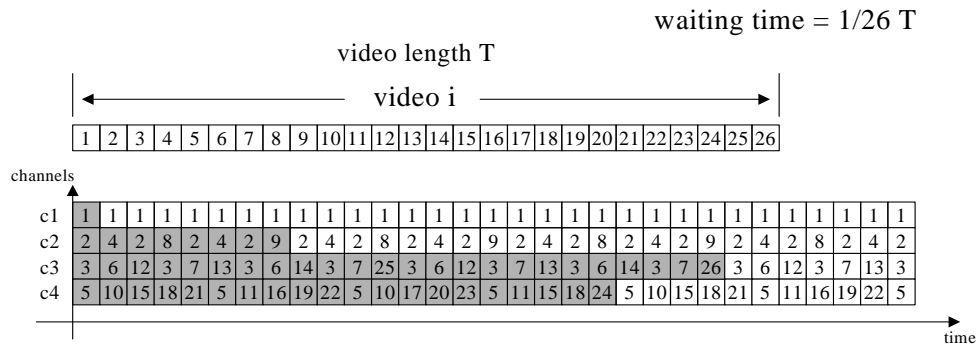 waiting time = 1/26 T
video length T
video i
1 2 3 4 5 6 7 8 9 10 11 12 13 14 15 16 17 18 19 20 21 22 23 24 25 26
channels
c1 1 1 1 1 1 1 1 1 1 1 1 1 1 1 1 1 1 1 1 1 1 1 1 1 1 1 1 1 1 1 1
c2 2 4 2 8 2 4 2 9 2 4 2 8 2 4 2 9 2 4 2 8 2 4 2 9 2 4 2 8 2 4 2
c3 3 6 12 3 7 13 3 6 14 3 7 25 3 6 12 3 7 13 3 6 14 3 7 26 3 6 12 3 7 13 3
c4 5 10 15 18 21 5 11 16 19 22 5 10 17 20 23 5 11 15 18 24 5 10 15 18 21 5 11 16 19 22 5
time